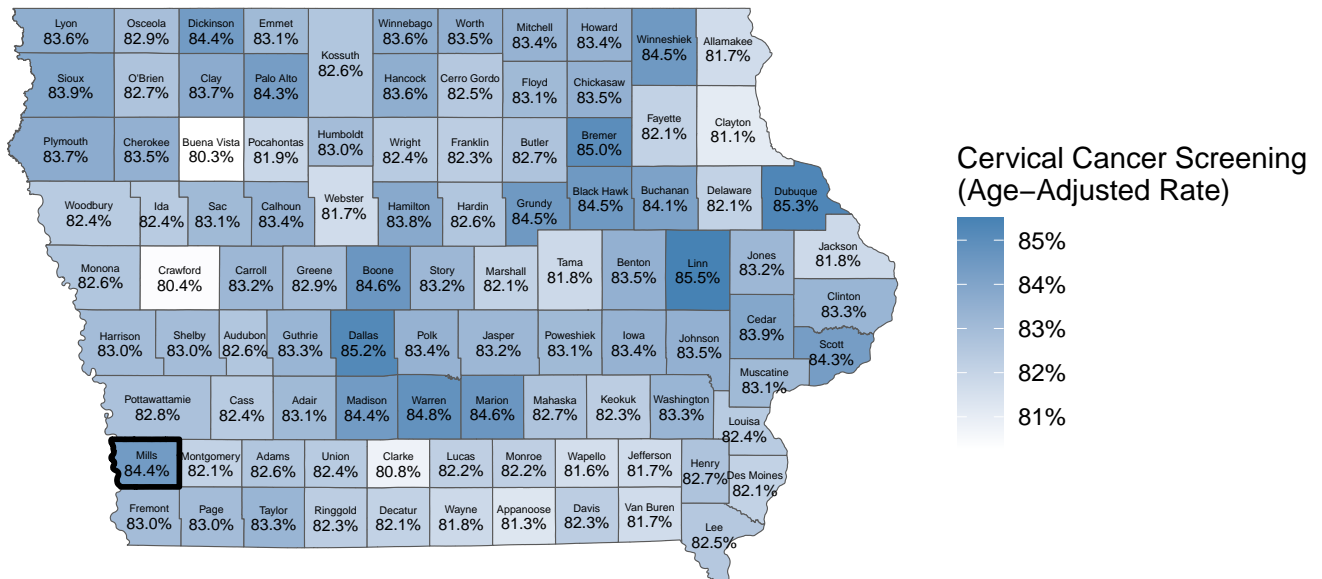 Lyon
83.6%
Osceola
82.9%
Dickinson
84.4%
Emmet
83.1%
Kossuth
82.6%
Winnebago
83.6%
Worth
83.5%
Mitchell
83.4%
Howard
83.4%
Winneshiek
84.5%
Allamakee
81.7%
Sioux
83.9%
O'Brien
82.7%
Clay
83.7%
Palo Alto
84.3%
Hancock
83.6%
Cerro Gordo
82.5%
Floyd
83.1%
Chickasaw
83.5%
Fayette
82.1%
Clayton
81.1%
Plymouth
83.7%
Cherokee
83.5%
Buena Vista
80.3%
Pocahontas
81.9%
Humboldt
83.0%
Wright
82.4%
Franklin
82.3%
Butler
82.7%
Bremer
85.0%
Woodbury
82.4%
Ida
82.4%
Sac
83.1%
Calhoun
83.4%
Webster
81.7%
Hamilton
83.8%
Hardin
82.6%
Grundy
84.5%
Black Hawk
84.5%
Buchanan
84.1%
Delaware
82.1%
Dubuque
85.3%
Monona
82.6%
Crawford
80.4%
Carroll
83.2%
Greene
82.9%
Boone
84.6%
Story
83.2%
Marshall
82.1%
Tama
81.8%
Benton
83.5%
Linn
85.5%
Jones
83.2%
Jackson
81.8%
Clinton
83.3%
Harrison
83.0%
Shelby
83.0%
Audubon
82.6%
Guthrie
83.3%
Dallas
85.2%
Polk
83.4%
Jasper
83.2%
Poweshiek
83.1%
Iowa
83.4%
Johnson
83.5%
Cedar
83.9%
Scott
84.3%
Muscatine
83.1%
Pottawattamie
82.8%
Cass
82.4%
Adair
83.1%
Madison
84.4%
Warren
84.8%
Marion
84.6%
Mahaska
82.7%
Keokuk
82.3%
Washington
83.3%
Louisa
82.4%
Mills
84.4%
Montgomery
82.1%
Adams
82.6%
Union
82.4%
Clarke
80.8%
Lucas
82.2%
Monroe
82.2%
Wapello
81.6%
Jefferson
81.7%
Henry
82.7%
Des Moines
82.1%
Fremont
83.0%
Page
83.0%
Taylor
83.3%
Ringgold
82.3%
Decatur
82.1%
Wayne
81.8%
Appanoose
81.3%
Davis
82.3%
Van Buren
81.7%
Lee
82.5%
Cervical Cancer Screening
(Age−Adjusted Rate)
85%
84%
83%
82%
81%